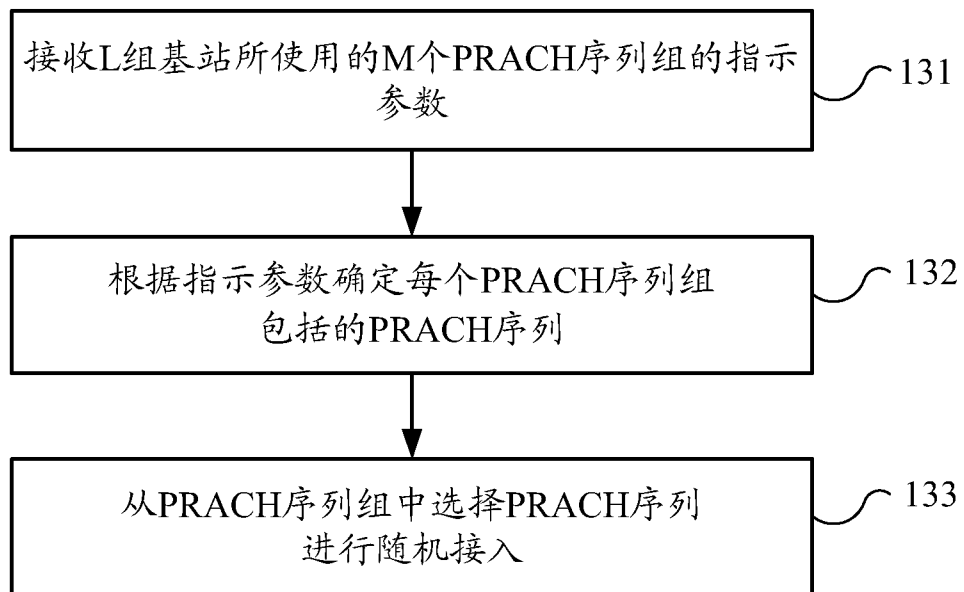 接收L组基站所使用的M个PRACH序列组的指示
参数
131
根据指示参数确定每个PRACH序列组
包括的PRACH序列
132
从PRACH序列组中选择PRACH序列
进行随机接入
133